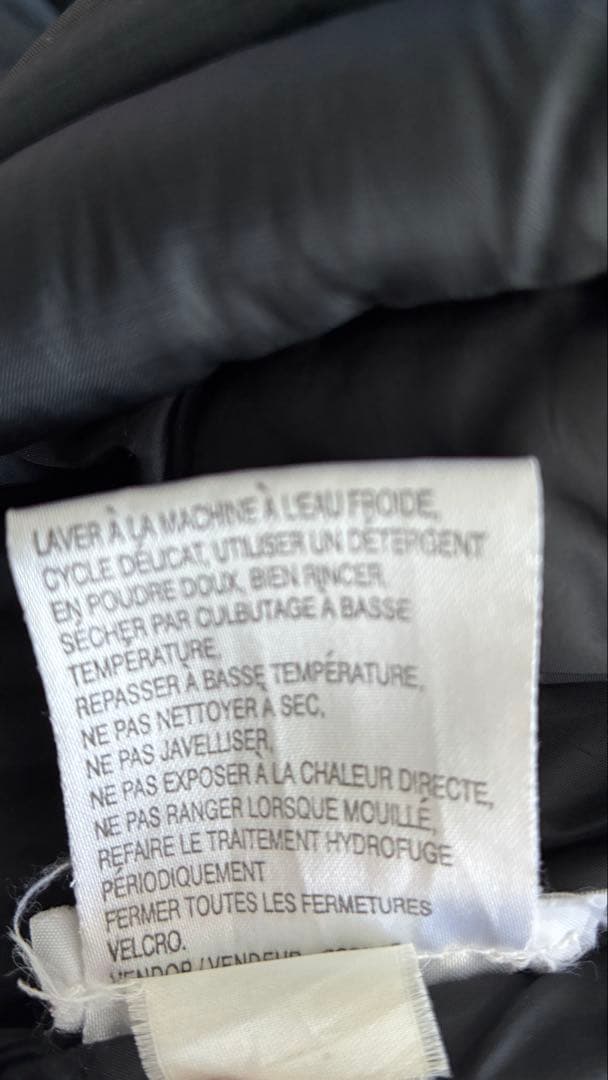 LAVER À LA MACHINE À L'EAU FROIDE,
CYCLE DÉLICAT, UTILISER UN DÉTERGENT
EN POUDRE DOUX, BIEN RINCER,
SÉCHER PAR CULBUTAGE À BASSE
TEMPÉRATURE,
REPASSER À BASSE TEMPÉRATURE,
NE PAS NETTOYER A SEC,
NE PAS JAVELLISER,
NE PAS EXPOSER À LA CHALEUR DIRECTE,
NE PAS RANGER LORSQUE MOUILLÉ,
REFAIRE LE TRAITEMENT HYDROFUGE
PÉRIODIQUEMENT
FERMER TOUTES LES FERMETURES
VELCRO.
VENDOR / VENDEUR